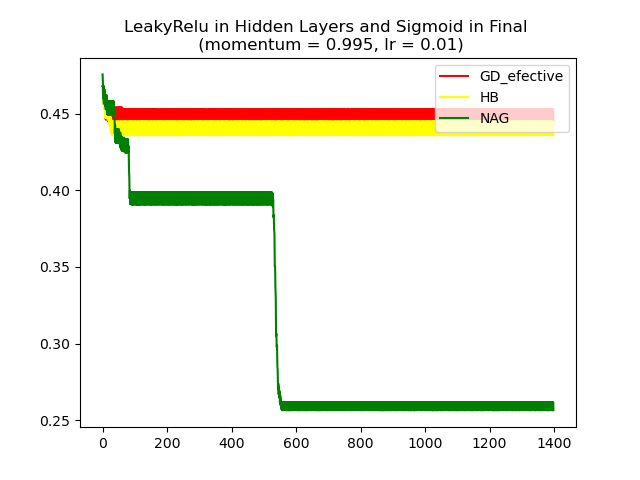 LeakyRelu in Hidden Layers and Sigmoid in Final
(momentum = 0.995, lr = 0.01)
GD_efective
HB
NAG
0.45
0.40
0.35
0.30
0.25
0 200 400 600 800 1000 1200 1400